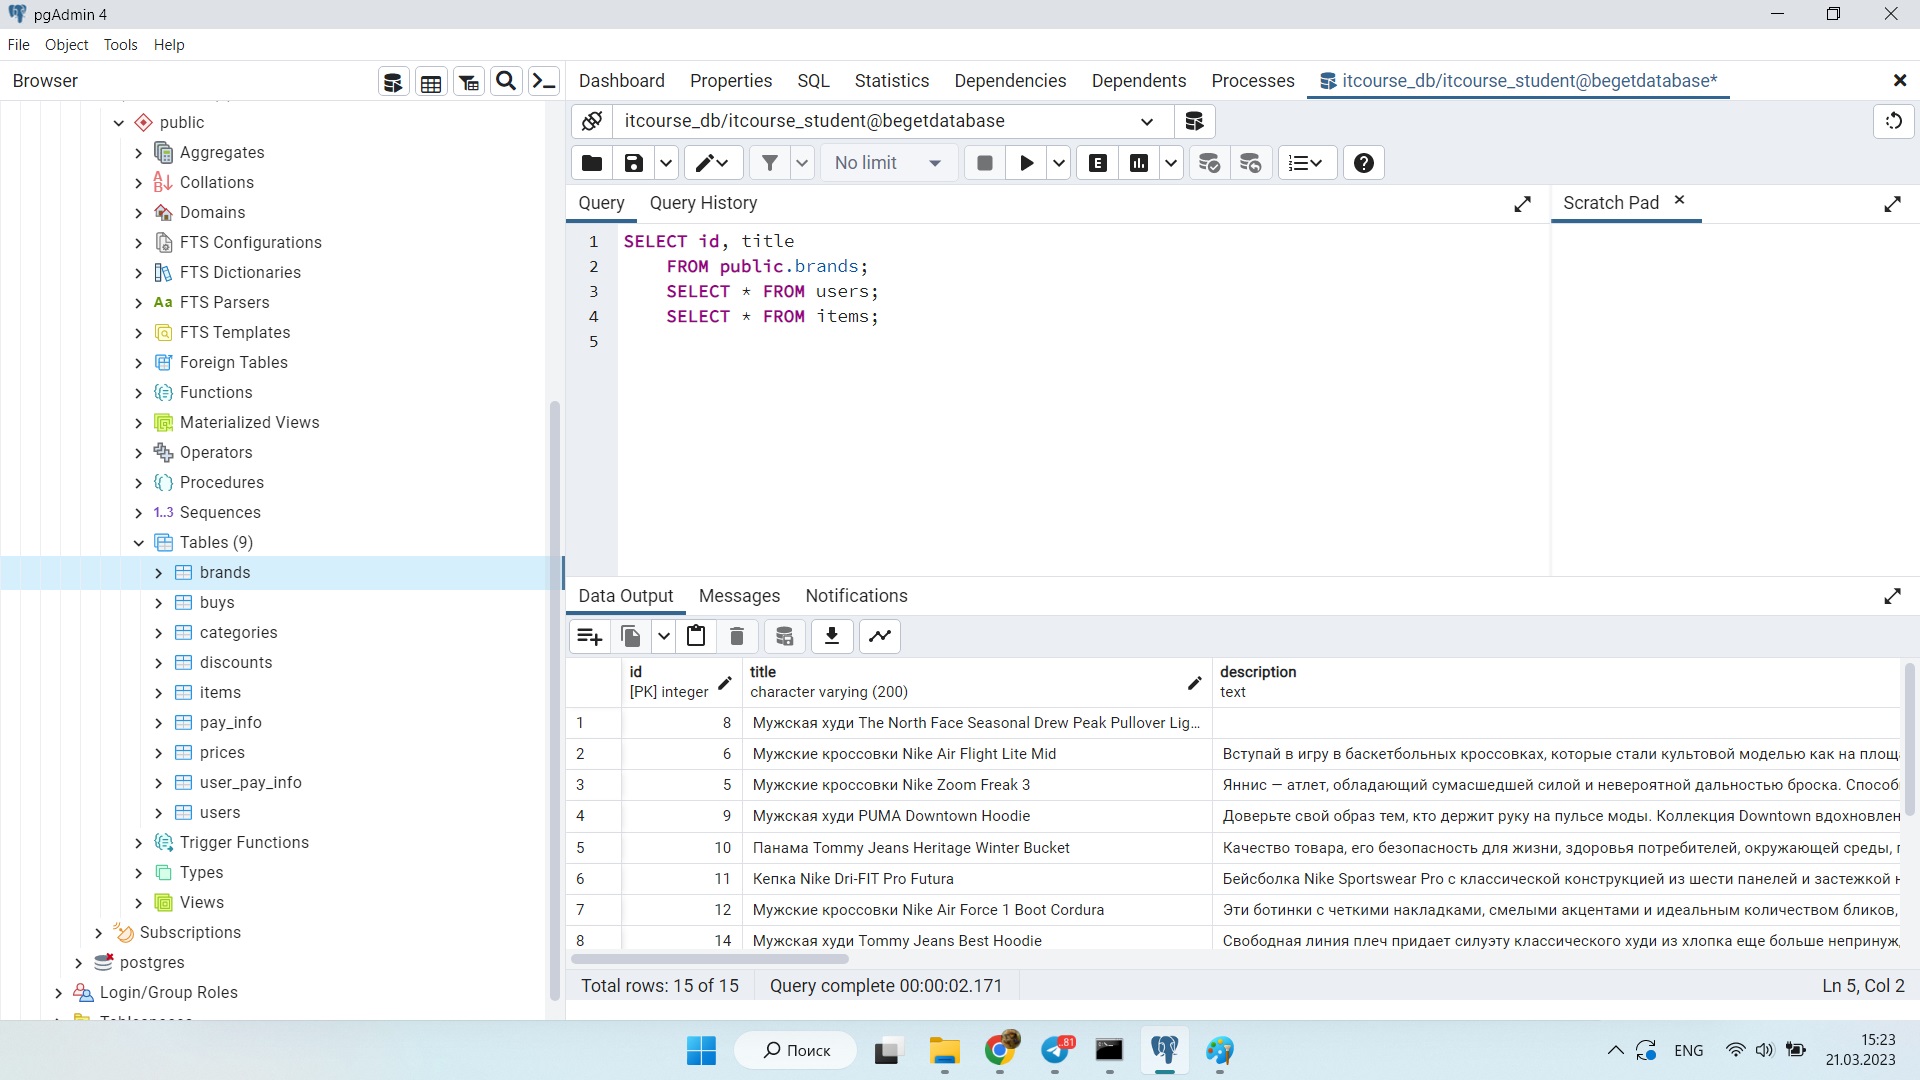 pgAdmin 4
File Object Tools Help
Browser
Dashboard Properties SQL Statistics Dependencies Dependents Processes itcourse_db/itcourse_student@begetdatabase*
public
Aggregates
Collations
Domains
FTS Configurations
FTS Dictionaries
Aa FTS Parsers
FTS Templates
Foreign Tables
Functions
Materialized Views
Operators
Procedures
1..3 Sequences
Tables (9)
brands
buys
categories
discounts
items
pay_info
prices
user_pay_info
users
Trigger Functions
Types
Views
Subscriptions
postgres
Login/Group Roles
itcourse_db/itcourse_student@begetdatabase
No limit
E
Query Query History
Scratch Pad
1 SELECT id, title
2 FROM public.brands;
3 SELECT * FROM users;
4 SELECT * FROM items;
5
Data Output Messages Notifications
id title description
[PK] integer character varying (200) text
1 8 Мужская худи The North Face Seasonal Drew Peak Pullover Lig...
2 6 Мужские кроссовки Nike Air Flight Lite Mid Вступай в игру в баскетбольных кроссовках, которые стали культовой моделью как на площ
3 5 Мужские кроссовки Nike Zoom Freak 3 Яннис — атлет, обладающий сумасшедшей силой и невероятной дальностью броска. Способ
4 9 Мужская худи PUMA Downtown Hoodie Доверьте свой образ тем, кто держит руку на пульсе моды. Коллекция Downtown вдохновлен
5 10 Панама Tommy Jeans Heritage Winter Bucket Качество товара, его безопасность для жизни, здоровья потребителей, окружающей среды,
6 11 Кепка Nike Dri-FIT Pro Futura Бейсболка Nike Sportswear Pro с классической конструкцией из шести панелей и застежкой
7 12 Мужские кроссовки Nike Air Force 1 Boot Cordura Эти ботинки с четкими накладками, смелыми акцентами и идеальным количеством бликов,
8 14 Мужская худи Tommy Jeans Best Hoodie Свободная линия плеч придает силуэту классического худи из хлопка еще больше непринуж
Total rows: 15 of 15 Query complete 00:00:02.171 Ln 5, Col 2
Поиск
81
ENG
15:23
21.03.2023